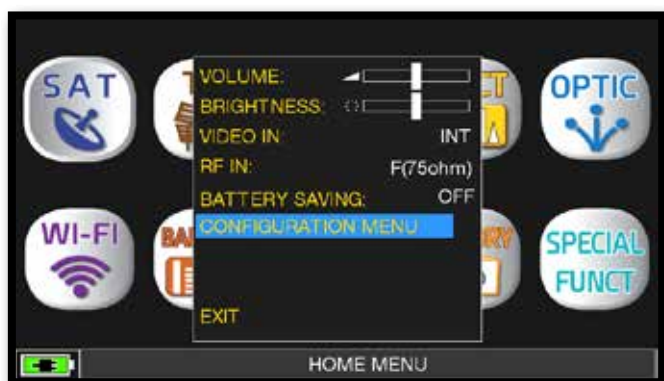 SAT
OPTIC
VOLUME:
BRIGHTNESS:
VIDEO IN: INT
RF IN: F(75ohm)
BATTERY SAVING: OFF
CONFIGURATION MENU
WI-FI
SPECIAL
FUNCT
EXIT
HOME MENU